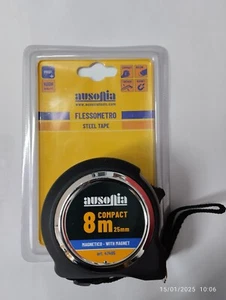 ausonia
FLESSOMETRO
STEEL TAPE
ausonia
COMPACT
8m
25mm
MAGNETICO - WITH MAGNET
15/01/2025 10:06